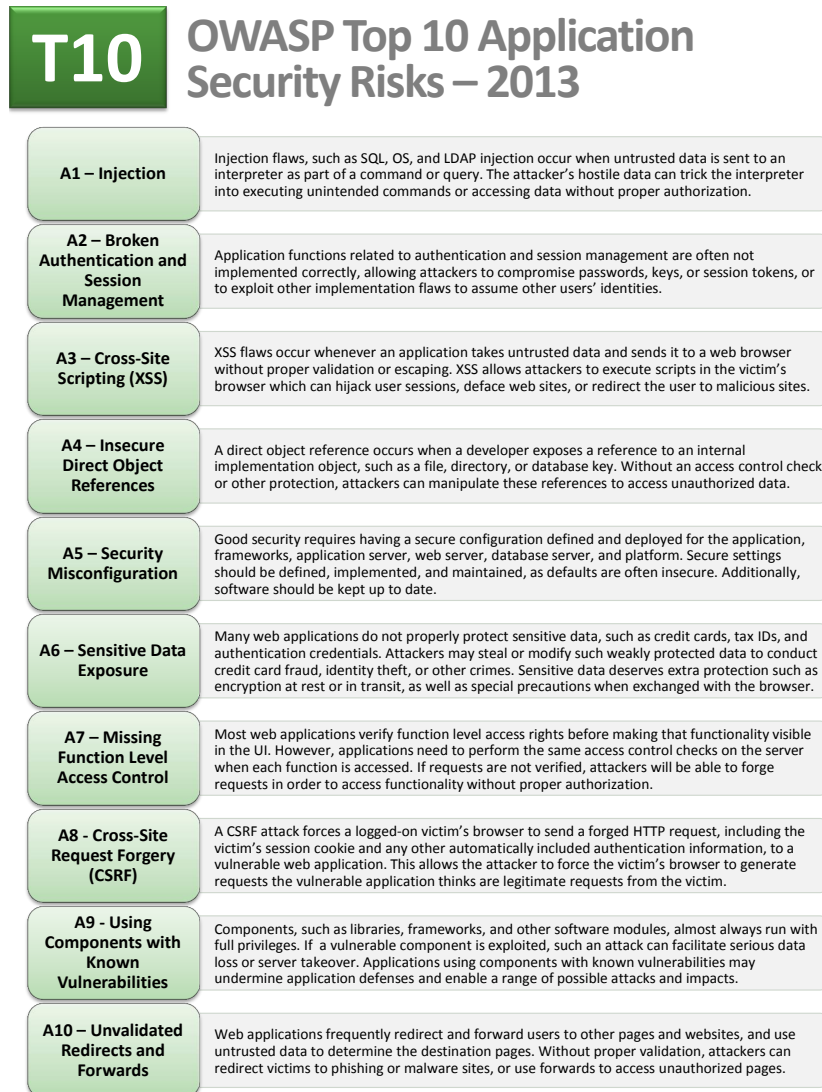 T10
OWASP Top 10 Application
Security Risks – 2013
A1 – Injection
Injection flaws, such as SQL, OS, and LDAP injection occur when untrusted data is sent to an
interpreter as part of a command or query. The attacker’s hostile data can trick the interpreter
into executing unintended commands or accessing data without proper authorization.
A2 – Broken
Authentication and
Session
Management
Application functions related to authentication and session management are often not
implemented correctly, allowing attackers to compromise passwords, keys, or session tokens, or
to exploit other implementation flaws to assume other users’ identities.
A3 – Cross-Site
Scripting (XSS)
XSS flaws occur whenever an application takes untrusted data and sends it to a web browser
without proper validation or escaping. XSS allows attackers to execute scripts in the victim’s
browser which can hijack user sessions, deface web sites, or redirect the user to malicious sites.
A4 – Insecure
Direct Object
References
A direct object reference occurs when a developer exposes a reference to an internal
implementation object, such as a file, directory, or database key. Without an access control check
or other protection, attackers can manipulate these references to access unauthorized data.
A5 – Security
Misconfiguration
Good security requires having a secure configuration defined and deployed for the application,
frameworks, application server, web server, database server, and platform. Secure settings
should be defined, implemented, and maintained, as defaults are often insecure. Additionally,
software should be kept up to date.
A6 – Sensitive Data
Exposure
Many web applications do not properly protect sensitive data, such as credit cards, tax IDs, and
authentication credentials. Attackers may steal or modify such weakly protected data to conduct
credit card fraud, identity theft, or other crimes. Sensitive data deserves extra protection such as
encryption at rest or in transit, as well as special precautions when exchanged with the browser.
A7 – Missing
Function Level
Access Control
Most web applications verify function level access rights before making that functionality visible
in the UI. However, applications need to perform the same access control checks on the server
when each function is accessed. If requests are not verified, attackers will be able to forge
requests in order to access functionality without proper authorization.
A8 - Cross-Site
Request Forgery
(CSRF)
A CSRF attack forces a logged-on victim’s browser to send a forged HTTP request, including the
victim’s session cookie and any other automatically included authentication information, to a
vulnerable web application. This allows the attacker to force the victim’s browser to generate
requests the vulnerable application thinks are legitimate requests from the victim.
A9 - Using
Components with
Known
Vulnerabilities
Components, such as libraries, frameworks, and other software modules, almost always run with
full privileges. If a vulnerable component is exploited, such an attack can facilitate serious data
loss or server takeover. Applications using components with known vulnerabilities may
undermine application defenses and enable a range of possible attacks and impacts.
A10 – Unvalidated
Redirects and
Forwards
Web applications frequently redirect and forward users to other pages and websites, and use
untrusted data to determine the destination pages. Without proper validation, attackers can
redirect victims to phishing or malware sites, or use forwards to access unauthorized pages.